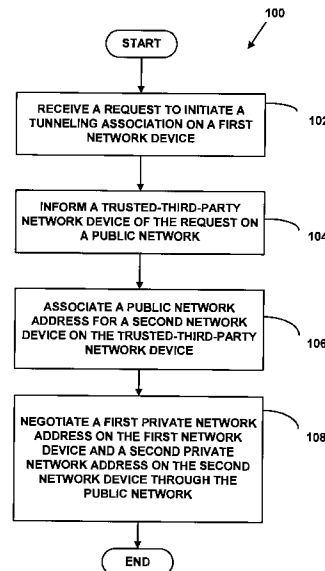 100
START
RECEIVE A REQUEST TO INITIATE A
TUNNELING ASSOCIATION ON A FIRST
NETWORK DEVICE
102
INFORM A TRUSTED-THIRD-PARTY
NETWORK DEVICE OF THE REQUEST ON
A PUBLIC NETWORK
104
ASSOCIATE A PUBLIC NETWORK
ADDRESS FOR A SECOND NETWORK
DEVICE ON THE TRUSTED-THIRD-PARTY
NETWORK DEVICE
106
NEGOTIATE A FIRST PRIVATE NETWORK
ADDRESS ON THE FIRST NETWORK
DEVICE AND A SECOND PRIVATE
NETWORK ADDRESS ON THE SECOND
NETWORK DEVICE THROUGH THE
PUBLIC NETWORK
108
END